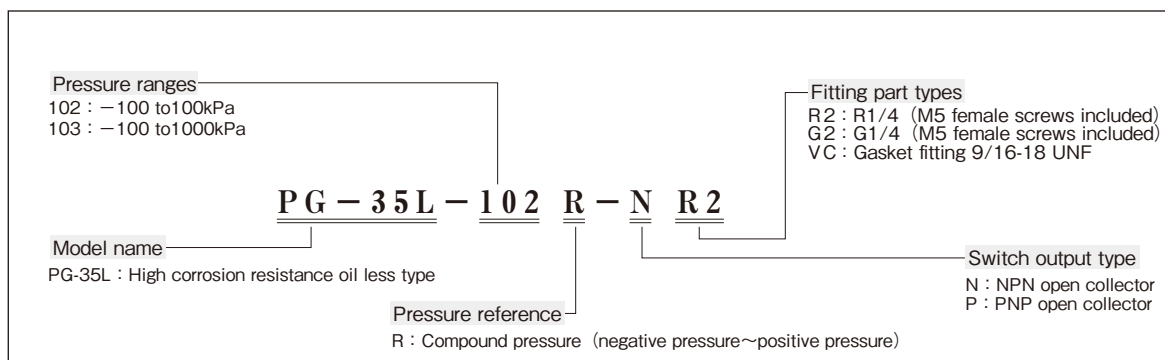 Pressure ranges
102：－100 to100kPa
103：－100 to1000kPa
Fitting part types
R2：R1/4（M5 female screws included）
G2：G1/4（M5 female screws included）
VC：Gasket fitting 9/16-18 UNF
PG－35L－102 R－N R2
Model name
PG-35L：High corrosion resistance oil less type
Switch output type
N：NPN open collector
P：PNP open collector
Pressure reference
R：Compound pressure（negative pressure～positive pressure）